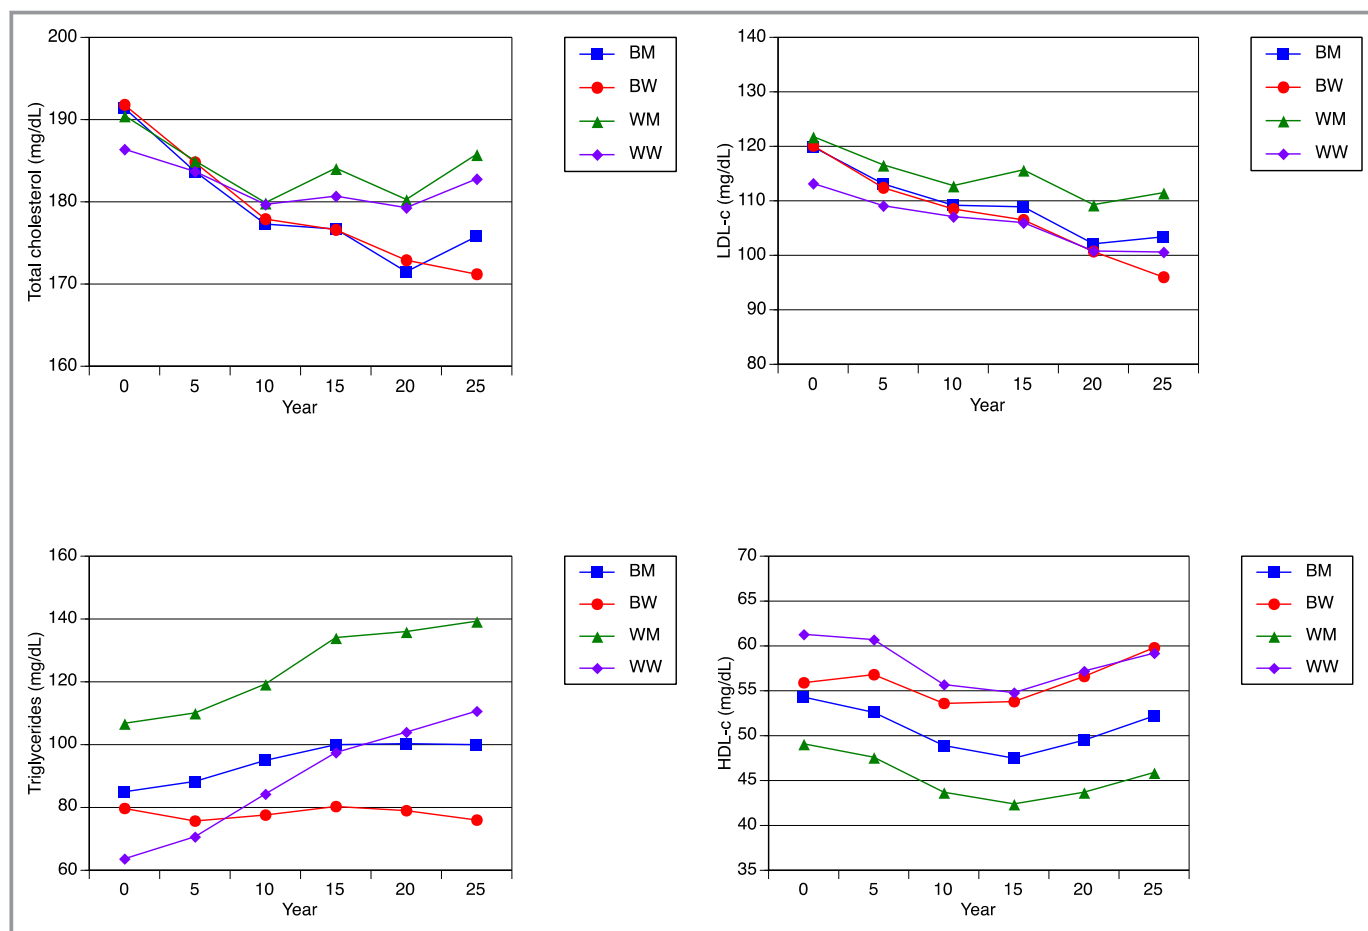 Total cholesterol (mg/dL)
200
190
180
170
160
0 5 10 15 20 25
Year
BM
BW
WM
WW
LDL-c (mg/dL)
140
130
120
110
100
90
80
0 5 10 15 20 25
Year
BM
BW
WM
WW
Triglycerides (mg/dL)
160
140
120
100
80
60
0 5 10 15 20 25
Year
BM
BW
WM
WW
HDL-c (mg/dL)
70
65
60
55
50
45
40
35
0 5 10 15 20 25
Year
BM
BW
WM
WW